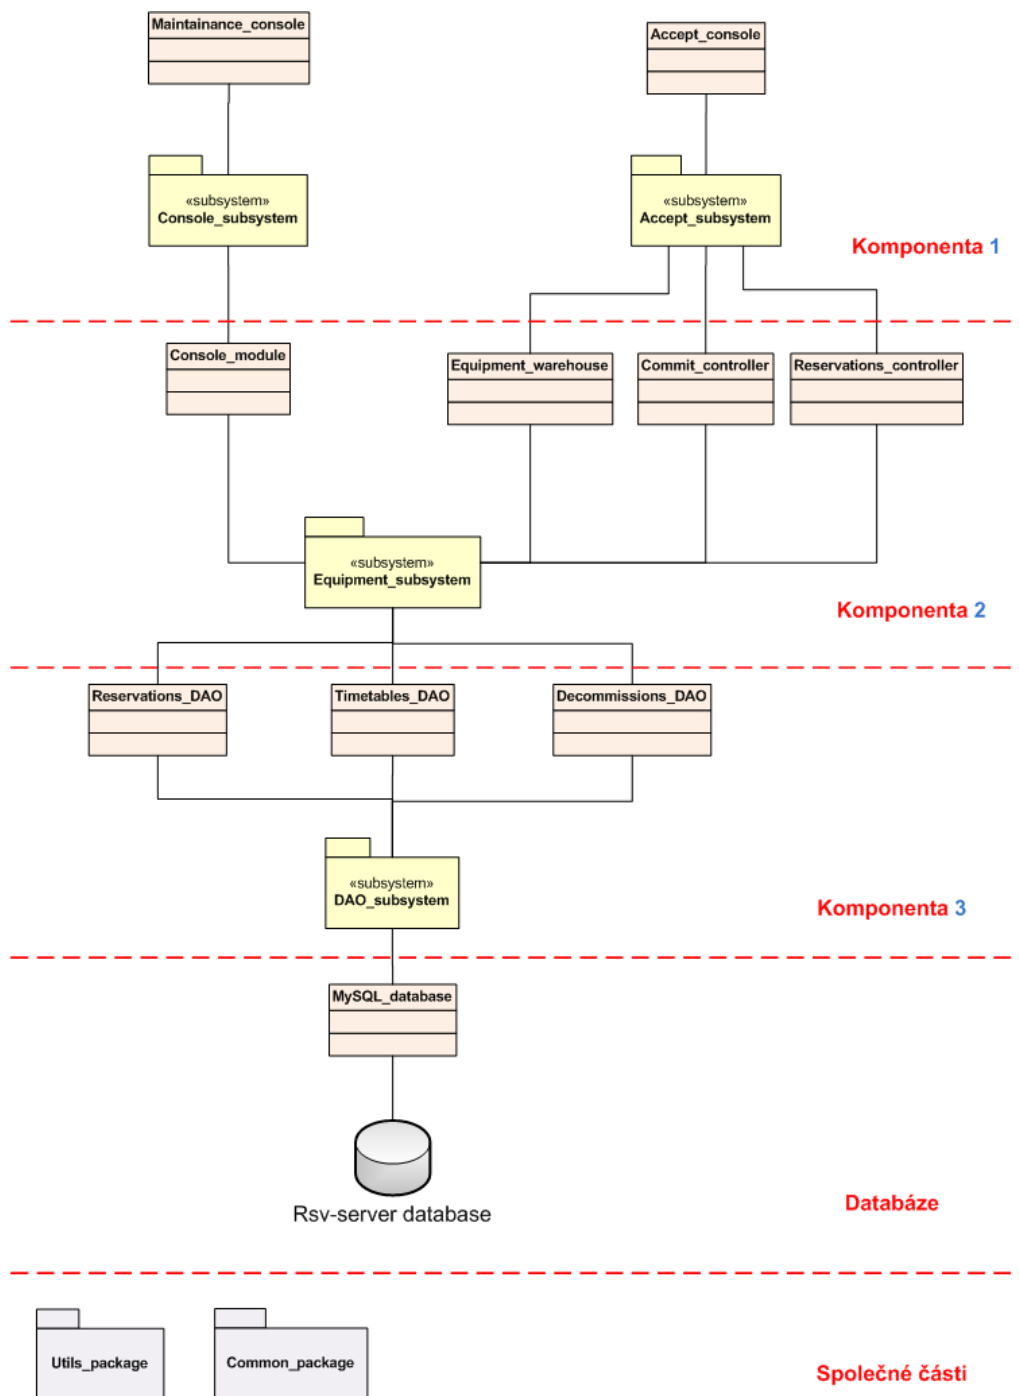 Maintainance_console
Accept_console
«subsystem»
Console_subsystem
«subsystem»
Accept_subsystem
Komponenta 1
Console_module
Equipment_warehouse
Commit_controller
Reservations_controller
«subsystem»
Equipment_subsystem
Komponenta 2
Reservations_DAO
Timetables_DAO
Decommissions_DAO
«subsystem»
DAO_subsystem
Komponenta 3
MySQL_database
Rsv-server database
Databáze
Utils_package
Common_package
Společné části